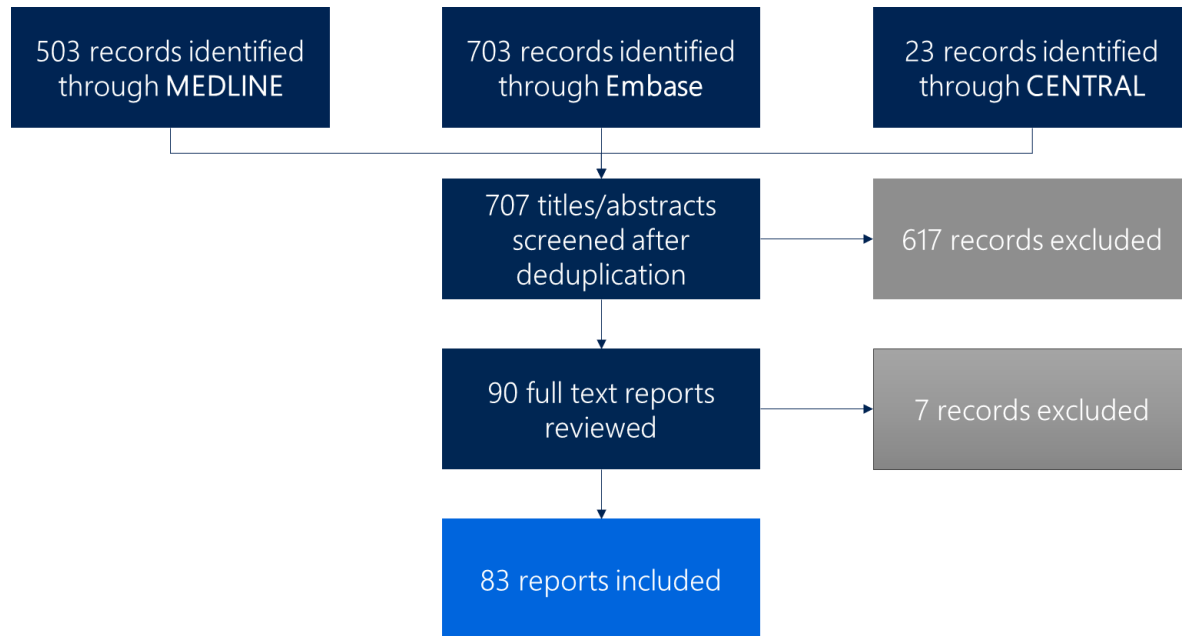 503 records identified
through MEDLINE
703 records identified
through Embase
23 records identified
through CENTRAL
707 titles/abstracts
screened after
deduplication
617 records excluded
90 full text reports
reviewed
7 records excluded
83 reports included